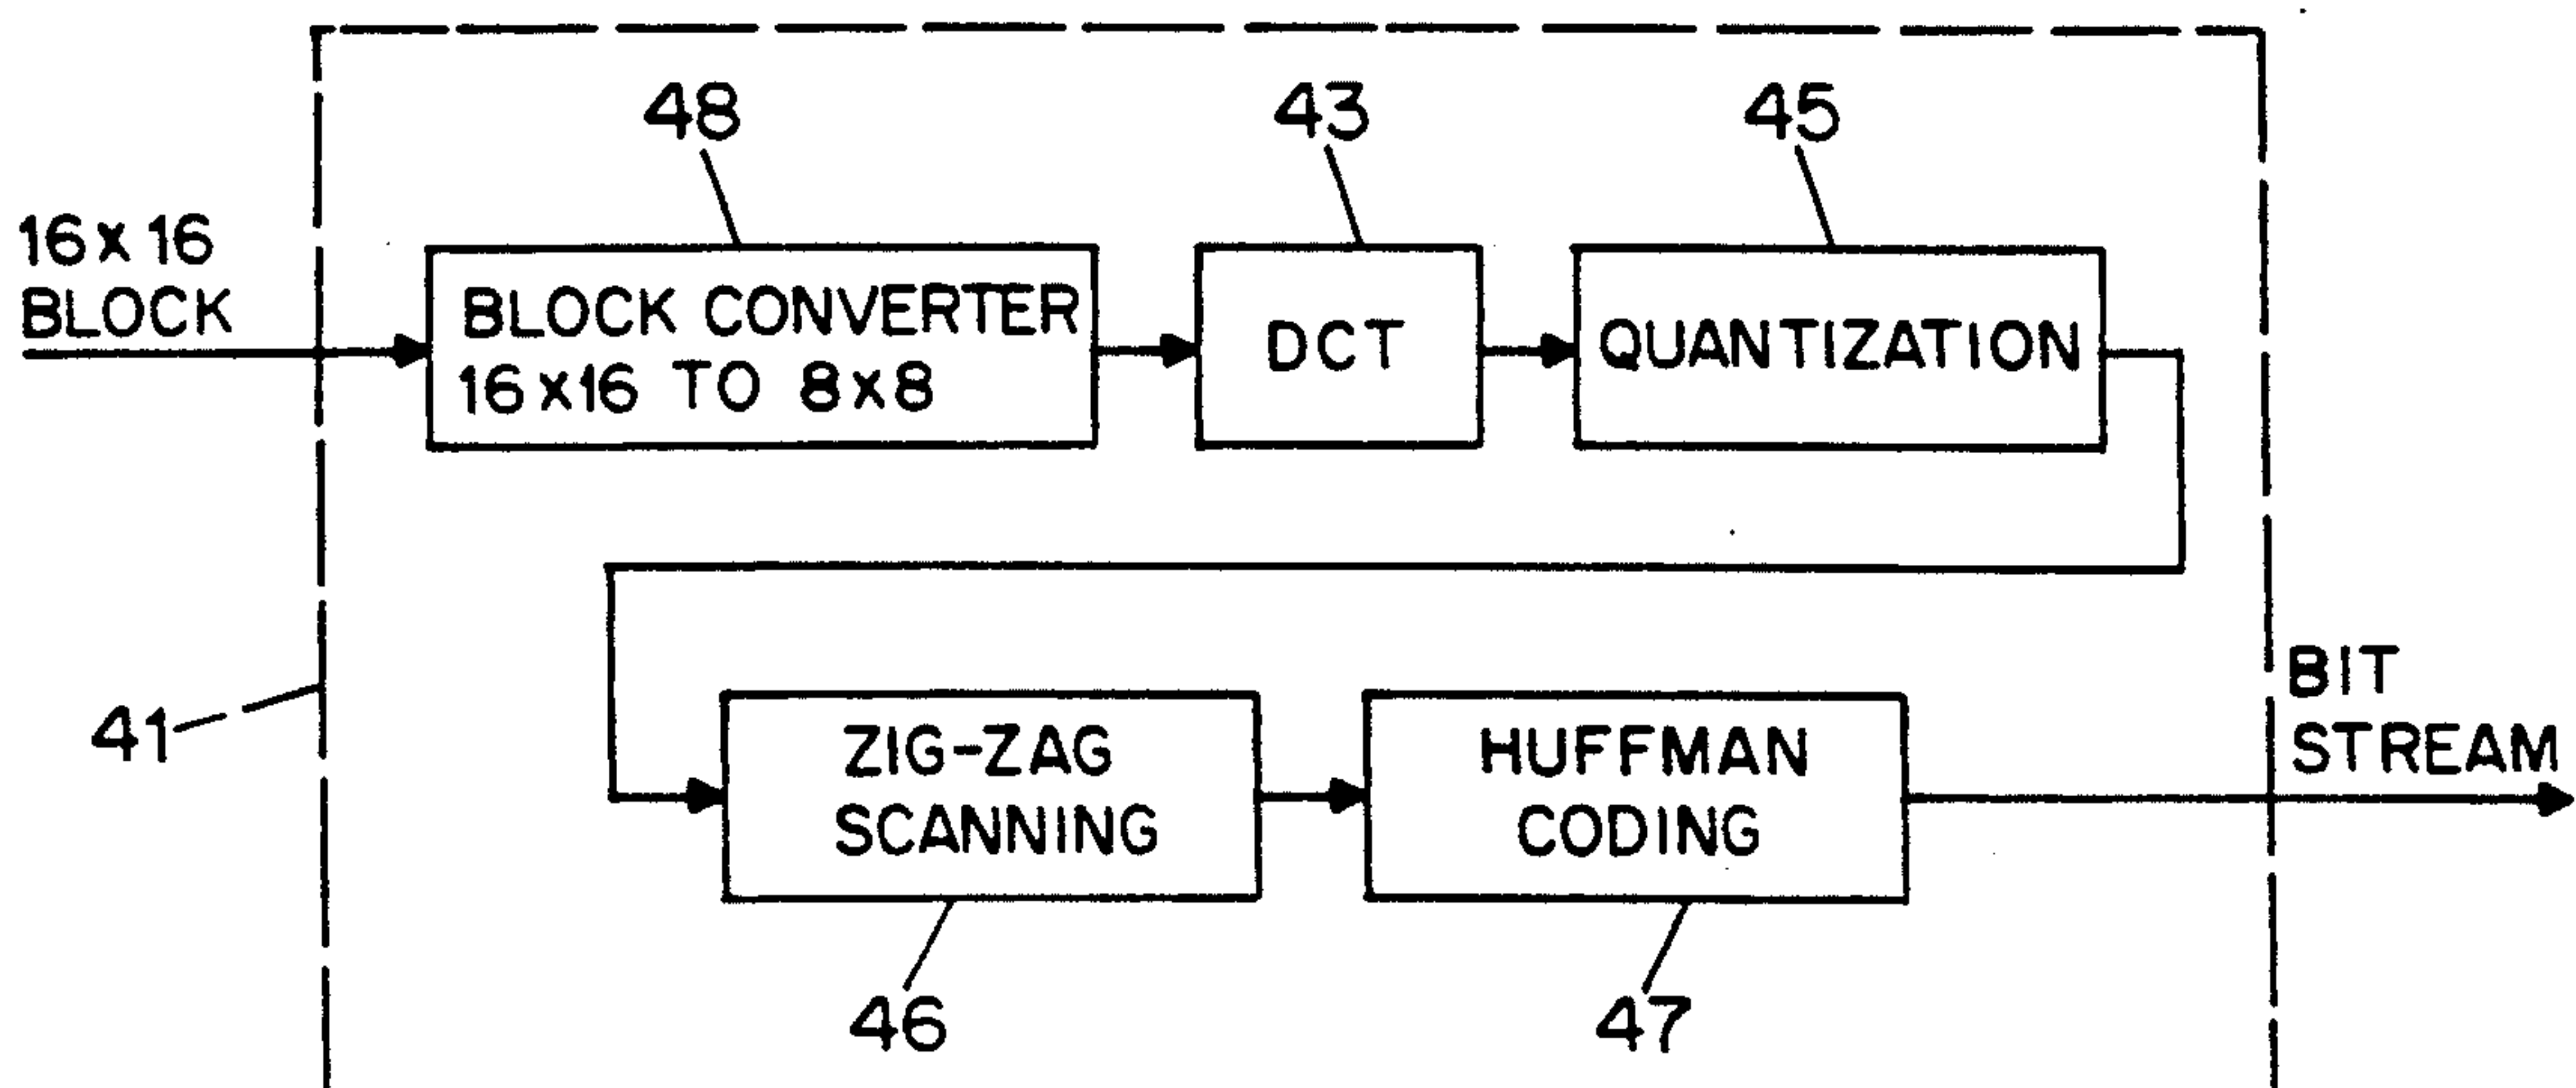 48
43
45
16x16
BLOCK
BLOCK CONVERTER
16x16 TO 8x8
DCT
QUANTIZATION
41
ZIG-ZAG
SCANNING
HUFFMAN
CODING
BIT
STREAM
46
47